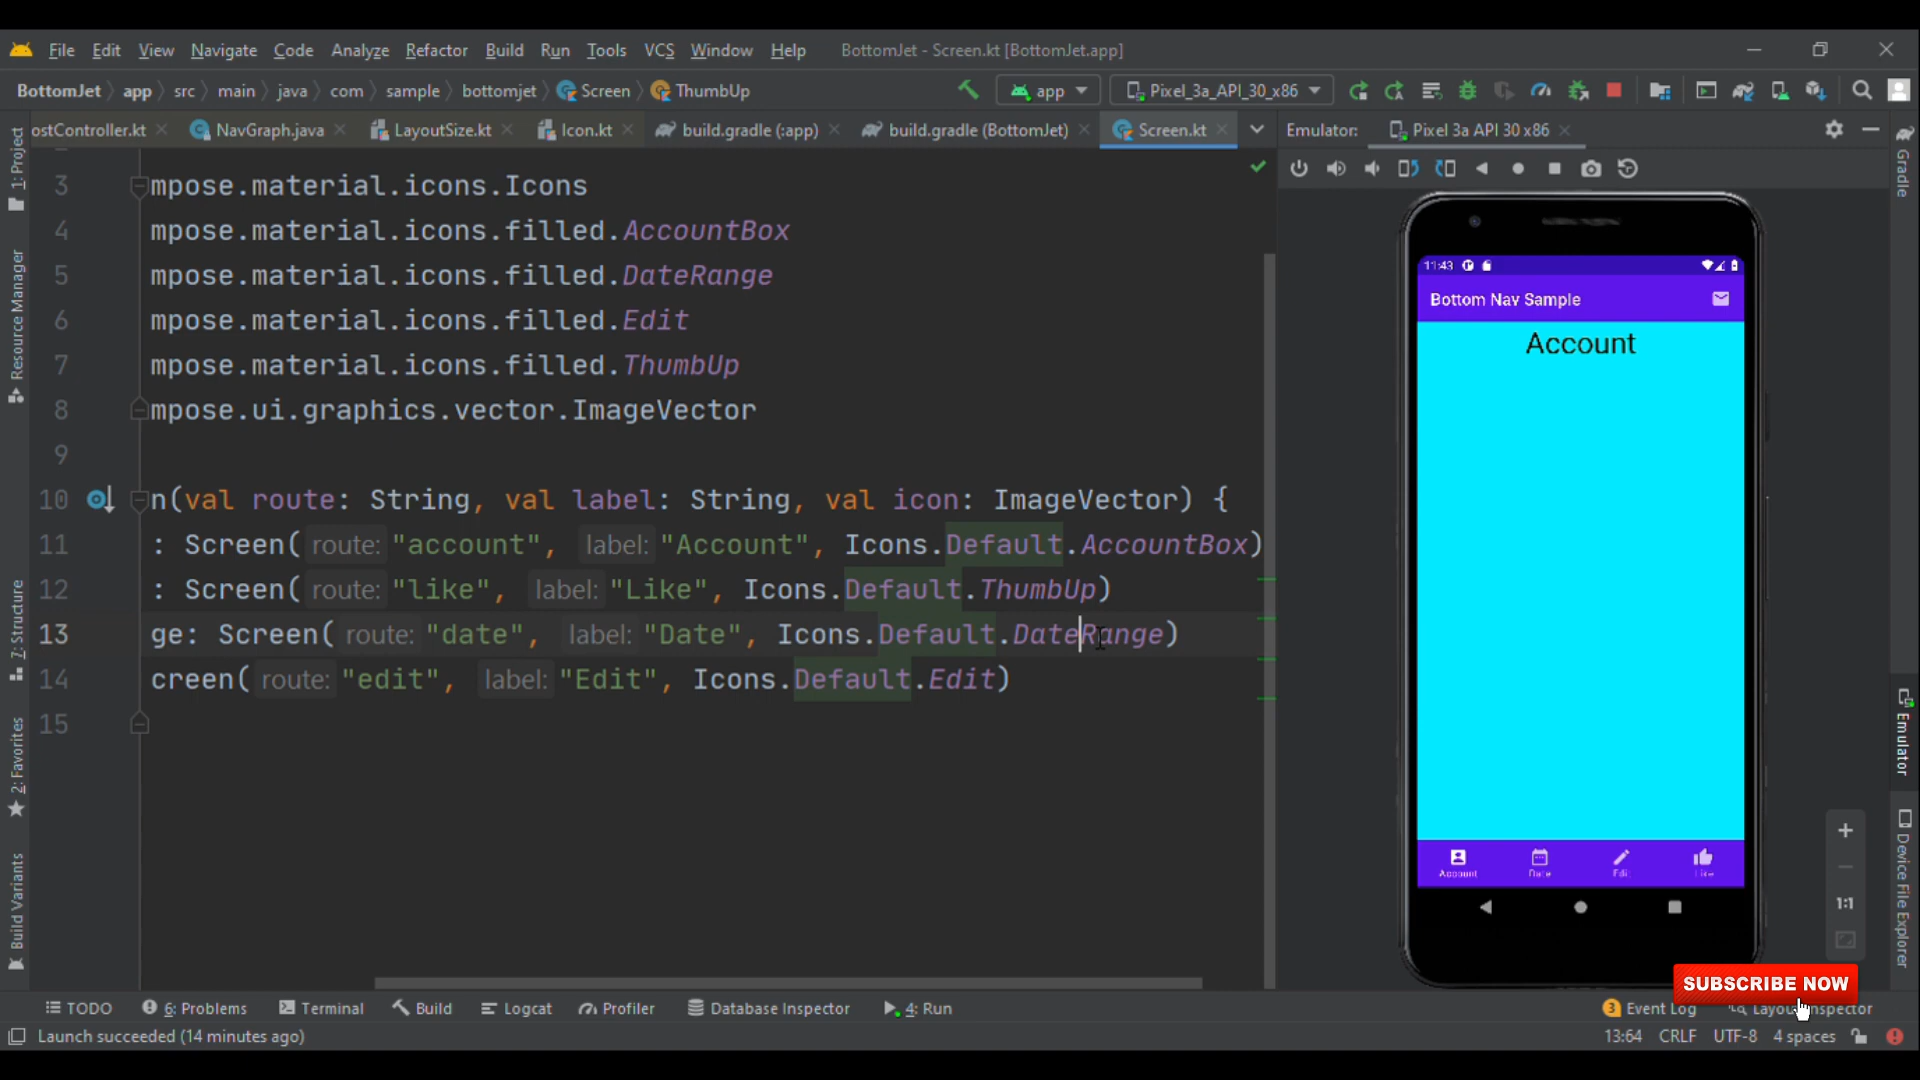 File Edit View Navigate Code Analyze Refactor Build Run Tools VCS Window Help BottomJet - Screen.kt [BottomJet.app]
BottomJet app src main java com sample bottomjet Screen ThumbUp app Pixel_3a_API_30_x86
ostController.kt NavGraph.java LayoutSize.kt Icon.kt build.gradle (:app) build.gradle (BottomJet) Screen.kt Emulator: Pixel 3a API 30 x86
1: Project
Resource Manager
7: Structure
2: Favorites
Build Variants
3 mpose.material.icons.Icons
4 mpose.material.icons.filled.AccountBox
5 mpose.material.icons.filled.DateRange
6 mpose.material.icons.filled.Edit
7 mpose.material.icons.filled.ThumbUp
8 mpose.ui.graphics.vector.ImageVector
9
10 n(val route: String, val label: String, val icon: ImageVector) {
11 : Screen( route: "account", label: "Account", Icons.Default.AccountBox)
12 : Screen( route: "like", label: "Like", Icons.Default.ThumbUp)
13 ge: Screen( route: "date", label: "Date", Icons.Default.DateRange)
14 creen( route: "edit", label: "Edit", Icons.Default.Edit)
15
11:43
Bottom Nav Sample
Account
Account Date Edit Like
1:1
Gradle
Emulator
Device File Explorer
SUBSCRIBE NOW
TODO 6: Problems Terminal Build Logcat Profiler Database Inspector 4: Run 3 Event Log Layout Inspector
Launch succeeded (14 minutes ago) 13:64 CRLF UTF-8 4 spaces